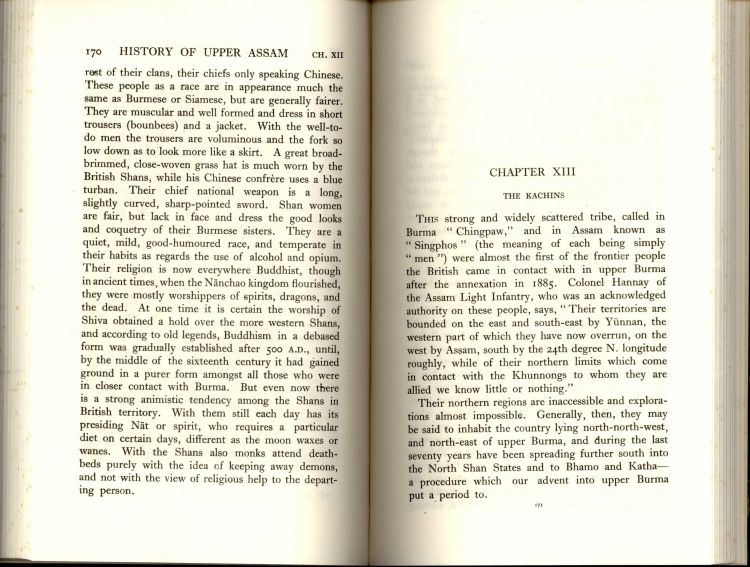 170 HISTORY OF UPPER ASSAM CH. XII
rest of their clans, their chiefs only speaking Chinese.
These people as a race are in appearance much the
same as Burmese or Siamese, but are generally fairer.
They are muscular and well formed and dress in short
trousers (bounbees) and a jacket. With the well-to-
do men the trousers are voluminous and the fork so
low down as to look more like a skirt. A great broad-
brimmed, close-woven grass hat is much worn by the
British Shans, while his Chinese confrère uses a blue
turban. Their chief national weapon is a long,
slightly curved, sharp-pointed sword. Shan women
are fair, but lack in face and dress the good looks
and coquetry of their Burmese sisters. They are a
quiet, mild, good-humoured race, and temperate in
their habits as regards the use of alcohol and opium.
Their religion is now everywhere Buddhist, though
in ancient times, when the Nānchao kingdom flourished,
they were mostly worshippers of spirits, dragons, and
the dead. At one time it is certain the worship of
Shiva obtained a hold over the more western Shans,
and according to old legends, Buddhism in a debased
form was gradually established after 500 A.D., until,
by the middle of the sixteenth century it had gained
ground in a purer form amongst all those who were
in closer contact with Burma. But even now there
is a strong animistic tendency among the Shans in
British territory. With them still each day has its
presiding Nāt or spirit, who requires a particular
diet on certain days, different as the moon waxes or
wanes. With the Shans also monks attend death-
beds purely with the idea of keeping away demons,
and not with the view of religious help to the depart-
ing person.
CHAPTER XIII
THE KACHINS
THIS strong and widely scattered tribe, called in
Burma "Chingpaw," and in Assam known as
"Singphos" (the meaning of each being simply
"men") were almost the first of the frontier people
the British came in contact with in upper Burma
after the annexation in 1885. Colonel Hannay of
the Assam Light Infantry, who was an acknowledged
authority on these people, says, "Their territories are
bounded on the east and south-east by Yünnan, the
western part of which they have now overrun, on the
west by Assam, south by the 24th degree N. longitude
roughly, while of their northern limits which come
in contact with the Khunnongs to whom they are
allied we know little or nothing."
Their northern regions are inaccessible and explora-
tions almost impossible. Generally, then, they may
be said to inhabit the country lying north-north-west,
and north-east of upper Burma, and during the last
seventy years have been spreading further south into
the North Shan States and to Bhamo and Katha—
a procedure which our advent into upper Burma
put a period to.
171